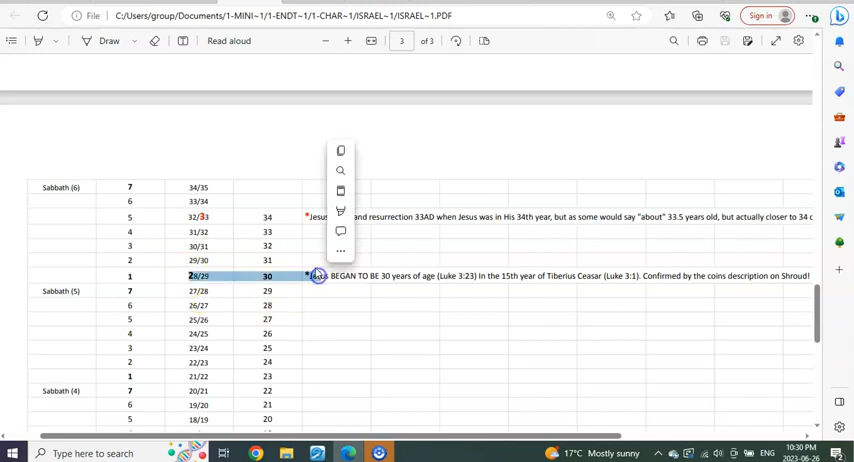 File C:/Users/group/Documents/1-MINI~1/1-ENDT~1/1-CHAR~1/ISRAEL~1/ISRAEL~1.PDF Sign in
Draw Read aloud 3 of 3
Sabbath (6) 7 34/35
6 33/34
5 32/33 34 *Jesus and resurrection 33AD when Jesus was in His 34th year, but as some would say "about" 33.5 years old, but actually closer to 34 o
4 31/32 33
3 30/31 32
2 29/30 31
1 28/29 30 *Jesus BEGAN TO BE 30 years of age (Luke 3:23) In the 15th year of Tiberius Ceasar (Luke 3:1). Confirmed by the coins description on Shroud!
Sabbath (5) 7 27/28 29
6 26/27 28
5 25/26 27
4 24/25 26
3 23/24 25
2 22/23 24
1 21/22 23
Sabbath (4) 7 20/21 22
6 19/20 21
5 18/19 20
Type here to search 17°C Mostly sunny 10:30 PM
2023-06-26 2